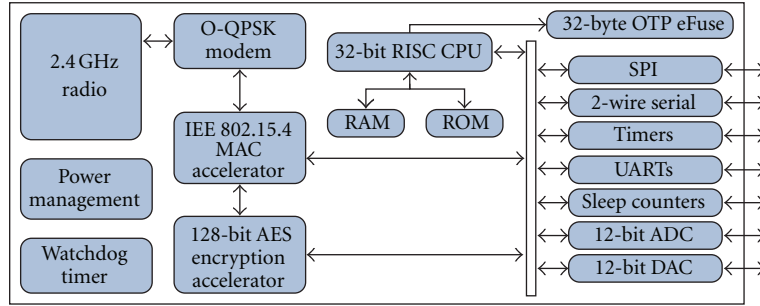 2.4 GHz
radio
O-QPSK
modem
32-bit RISC CPU
32-byte OTP eFuse
RAM
ROM
IEE 802.15.4
MAC
accelerator
Power
management
128-bit AES
encryption
accelerator
Watchdog
timer
SPI
2-wire serial
Timers
UARTs
Sleep counters
12-bit ADC
12-bit DAC